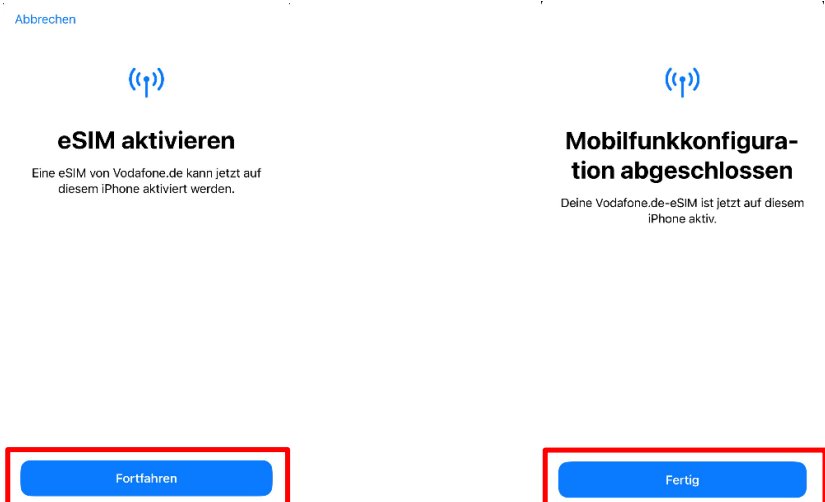 Abbrechen
eSIM aktivieren
Eine eSIM von Vodafone.de kann jetzt auf
diesem iPhone aktiviert werden.
Fortfahren
Mobilfunkkonfigura-
tion abgeschlossen
Deine Vodafone.de-eSIM ist jetzt auf diesem
iPhone aktiv.
Fertig